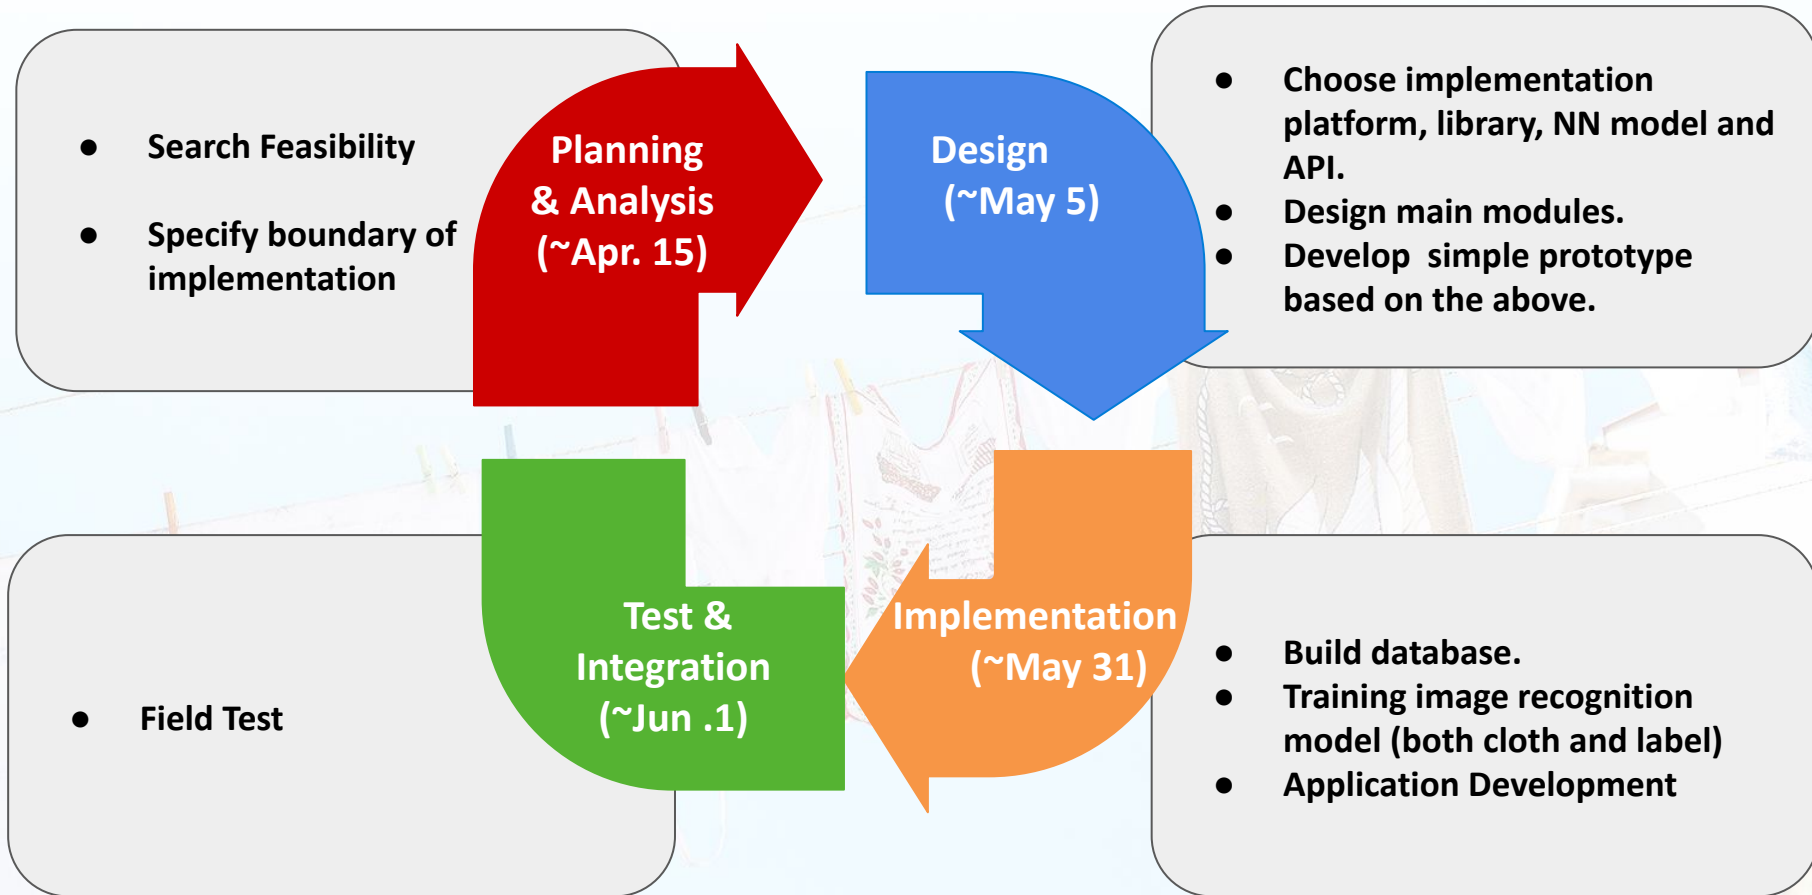 ● Search Feasibility
● Specify boundary of
implementation
Planning
& Analysis
(~Apr. 15)
Design
(~May 5)
● Choose implementation
platform, library, NN model and
API.
● Design main modules.
● Develop  simple prototype
based on the above.
● Field Test
Test &
Integration
(~Jun .1)
Implementation
(~May 31)
● Build database.
● Training image recognition
model (both cloth and label)
● Application Development